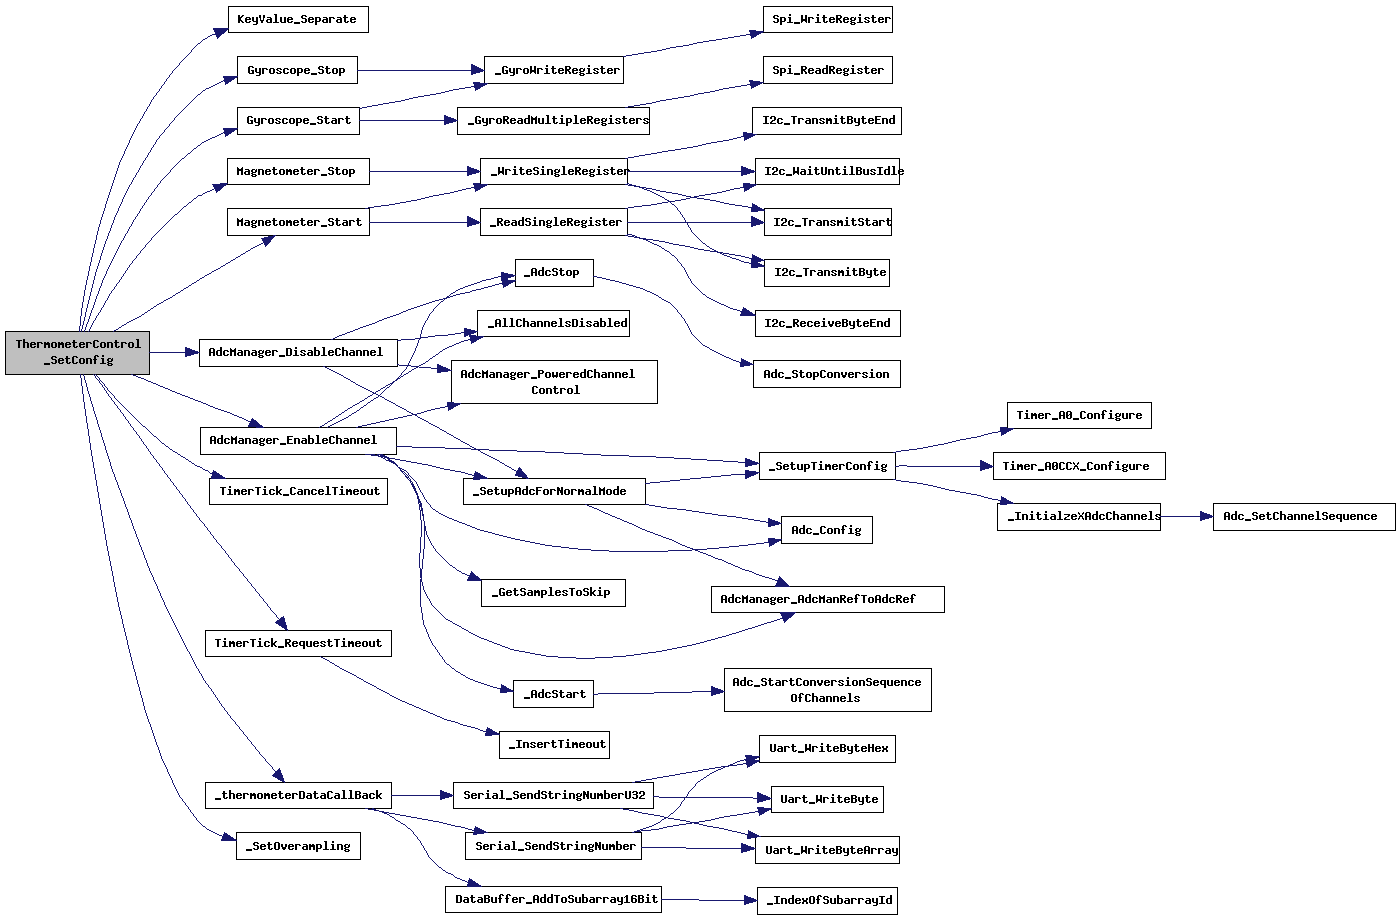 KeyValue_Separate
Spi_WriteRegister
Gyroscope_Stop
_GyroWriteRegister
Spi_ReadRegister
Gyroscope_Start
_GyroReadMultipleRegisters
I2c_TransmitByteEnd
Magnetometer_Stop
_WriteSingleRegister
I2c_WaitUntilBusIdle
Magnetometer_Start
_ReadSingleRegister
I2c_TransmitStart
_AdcStop
I2c_TransmitByte
_AllChannelsDisabled
I2c_ReceiveByteEnd
ThermometerControl
_SetConfig
AdcManager_DisableChannel
AdcManager_PoweredChannel
Control
Adc_StopConversion
AdcManager_EnableChannel
Timer_A0_Configure
_SetupTimerConfig
Timer_A0CCX_Configure
TimerTick_CancelTimeout
_SetupAdcForNormalMode
_InitialzeXAdcChannels
Adc_SetChannelSequence
Adc_Config
_GetSamplesToSkip
AdcManager_AdcManRefToAdcRef
TimerTick_RequestTimeout
_AdcStart
Adc_StartConversionSequence
OfChannels
_InsertTimeout
Uart_WriteByteHex
_thermometerDataCallBack
Serial_SendStringNumberU32
Uart_WriteByte
_SetOverampling
Serial_SendStringNumber
Uart_WriteByteArray
DataBuffer_AddToSubarray16Bit
_IndexOfSubarrayId